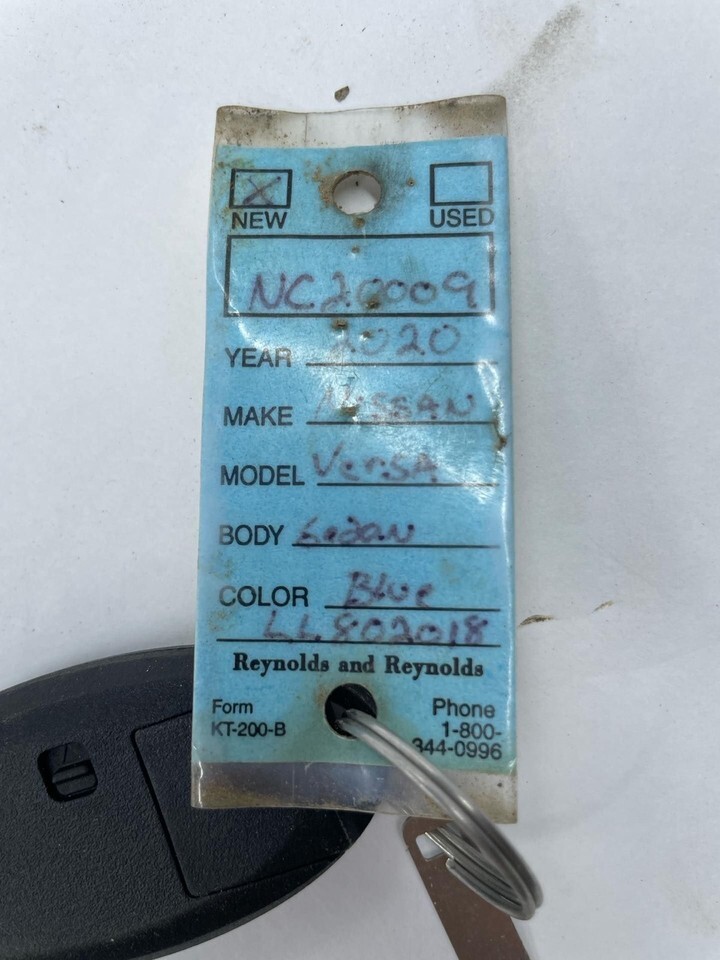 X
NEW USED
NC20009
YEAR 2020
MAKE NISSAN
MODEL Versa
BODY Sedan
COLOR Blue
LL802018
Reynolds and Reynolds
Form Phone
KT-200-B 1-800-
344-0996